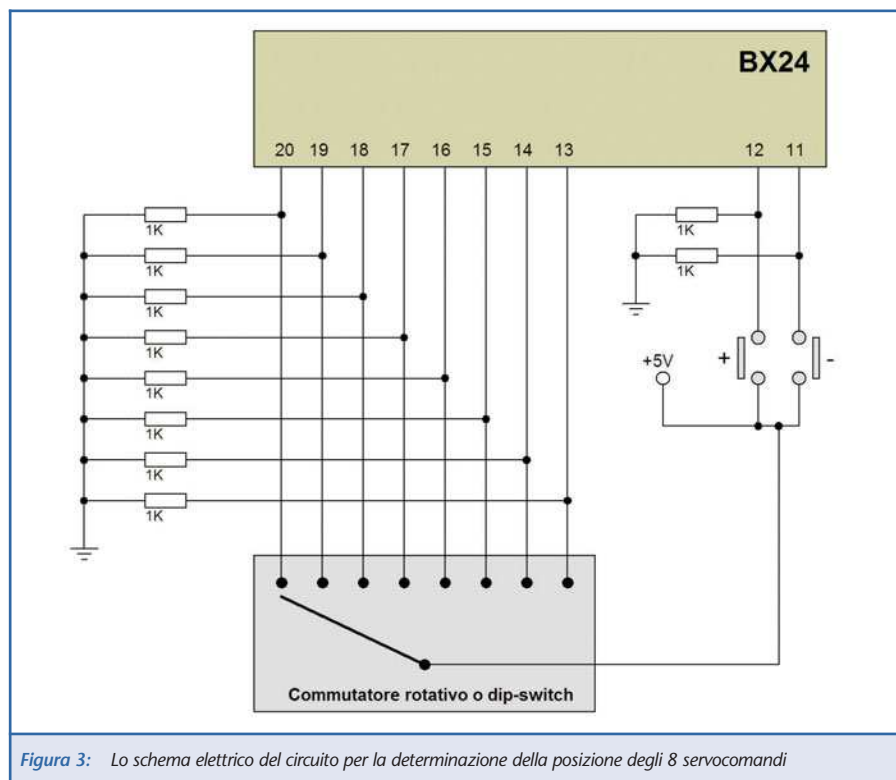 BX24
20 19 18 17 16 15 14 13 12 11
1K
1K
1K
1K
1K
1K
1K
1K
1K
1K
+5V
+
-
Commutatore rotativo o dip-switch
Figura 3: Lo schema elettrico del circuito per la determinazione della posizione degli 8 servocomandi